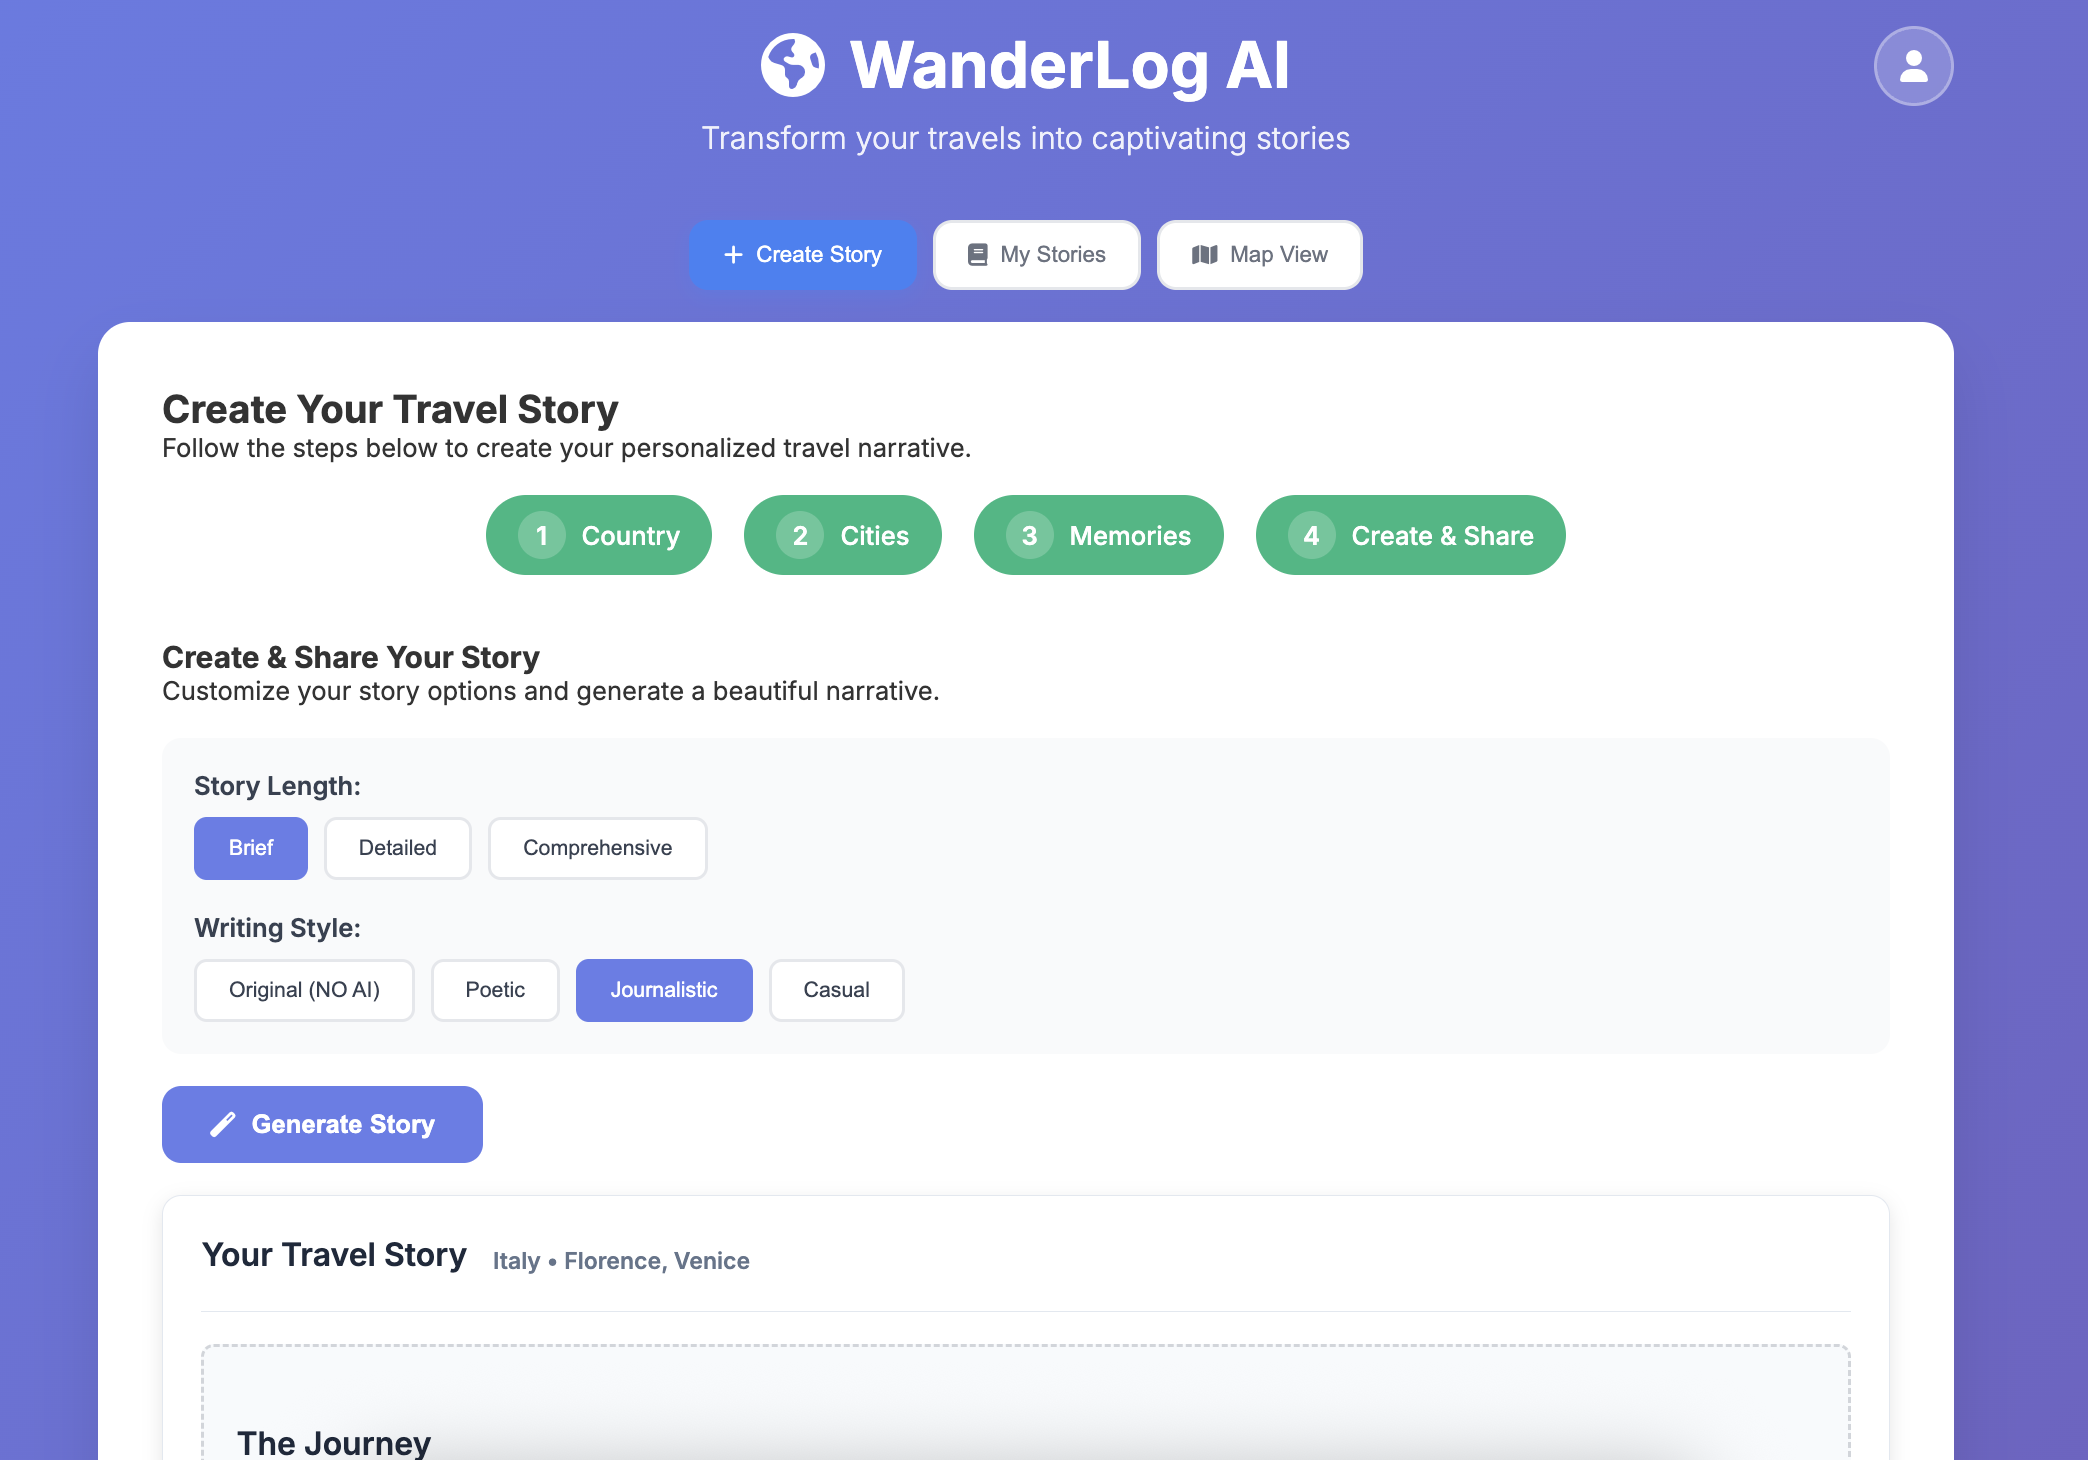 WanderLog AI
Transform your travels into captivating stories
Create Story
My Stories
Map View
Create Your Travel Story
Follow the steps below to create your personalized travel narrative.
1 Country
2 Cities
3 Memories
4 Create & Share
Create & Share Your Story
Customize your story options and generate a beautiful narrative.
Story Length:
Brief
Detailed
Comprehensive
Writing Style:
Original (NO AI)
Poetic
Journalistic
Casual
Generate Story
Your Travel Story Italy • Florence, Venice
The Journey